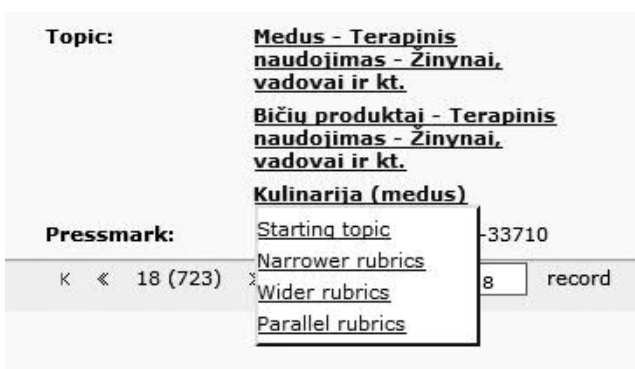 Topic: Medus - Terapinis
naudojimas - Žinynai,
vadovai ir kt.
Bičių produktai - Terapinis
naudojimas - Žinynai,
vadovai ir kt.
Kulinarija (medus)
Starting topic
Narrower rubrics
Wider rubrics
Parallel rubrics
Pressmark: -33710
K « 18 (723) 8 record